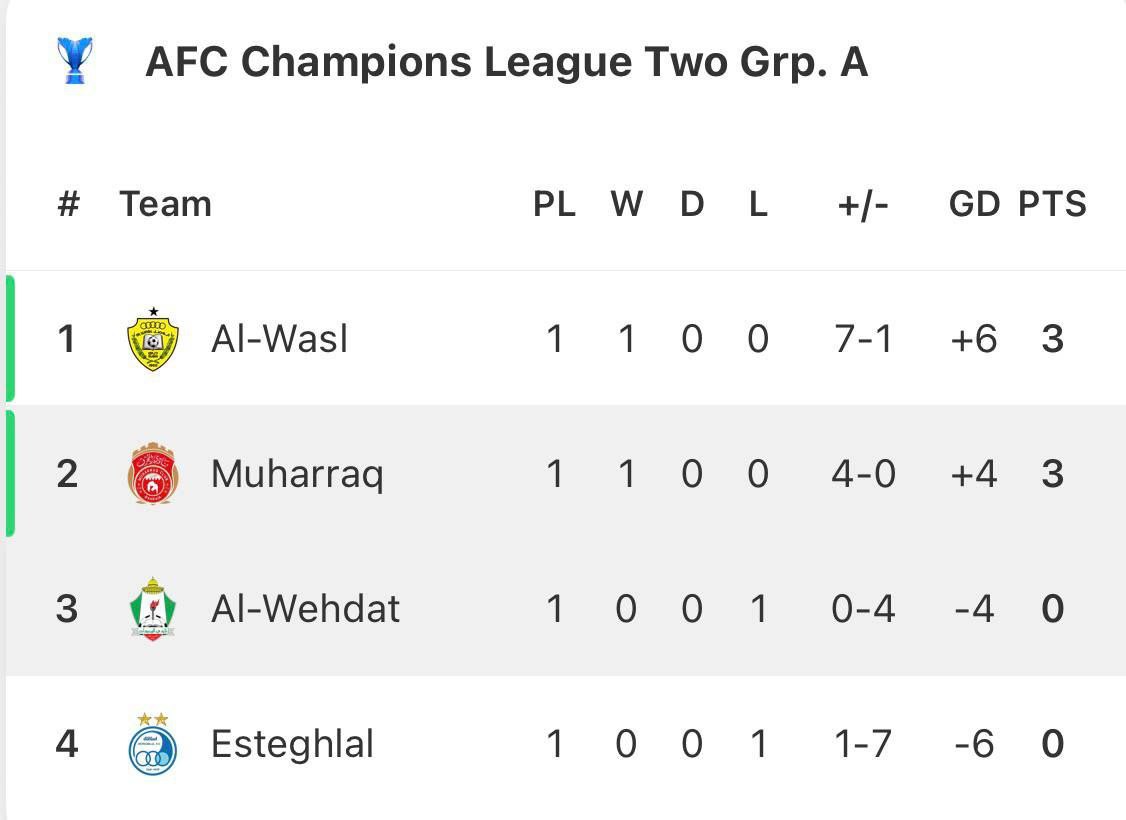 AFC Champions League Two Grp. A
# Team PL W D L +/- GD PTS
1 Al-Wasl 1 1 0 0 7-1 +6 3
2 Muharraq 1 1 0 0 4-0 +4 3
3 Al-Wehdat 1 0 0 1 0-4 -4 0
4 Esteghlal 1 0 0 1 1-7 -6 0